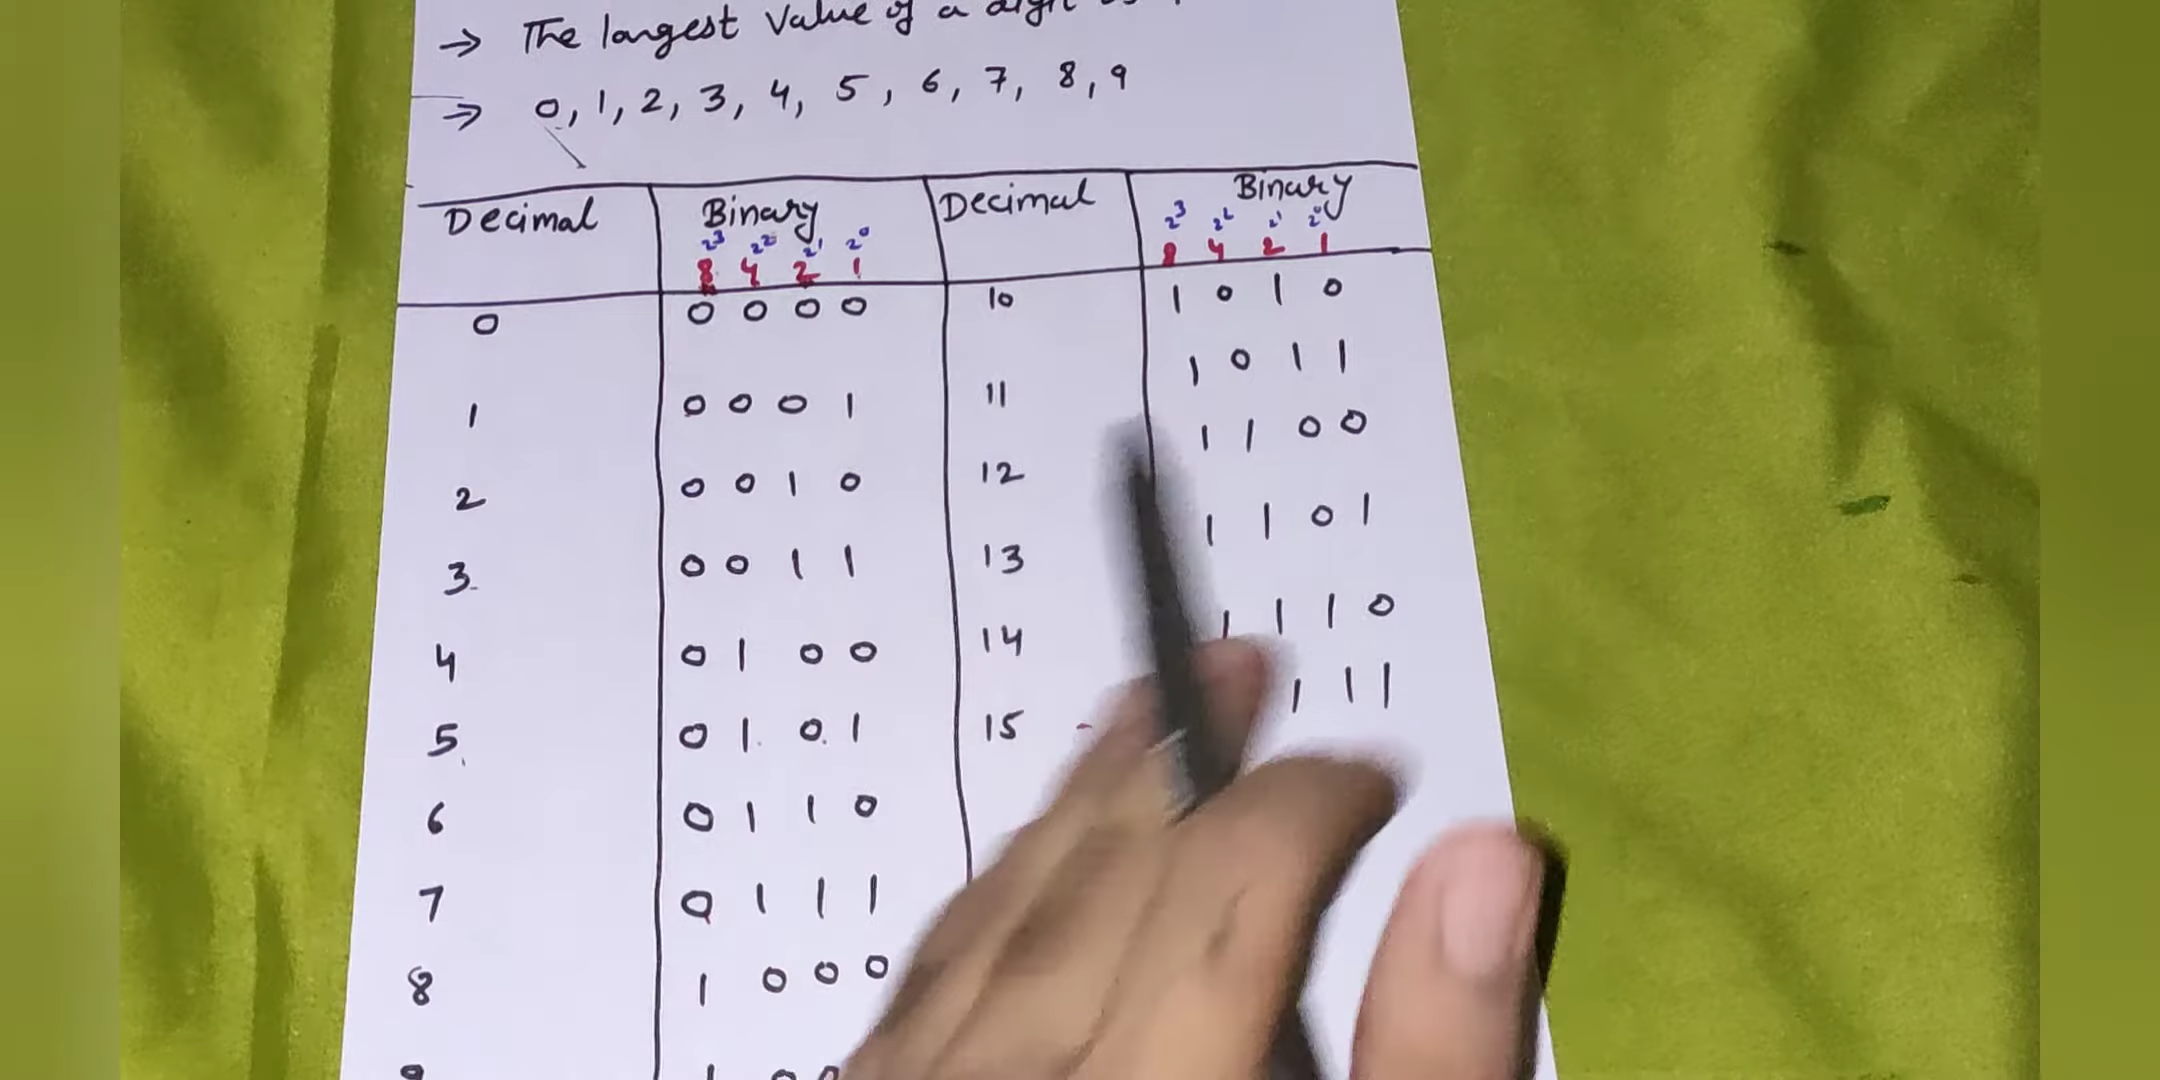 → The largest Value of a digit
→ 0, 1, 2, 3, 4, 5, 6, 7, 8, 9
Decimal Binary Decimal Binary
2³ 2² 2¹ 2⁰ 2³ 2² 2¹ 2⁰
8 4 2 1 8 4 2 1
0 0 0 0 0 10 1 0 1 0
1 0 0 0 1 11 1 0 1 1
2 0 0 1 0 12 1 1 0 0
3 0 0 1 1 13 1 1 0 1
4 0 1 0 0 14 1 1 1 0
5 0 1 0 1 15 1 1 1
6 0 1 1 0
7 0 1 1 1
8 1 0 0 0